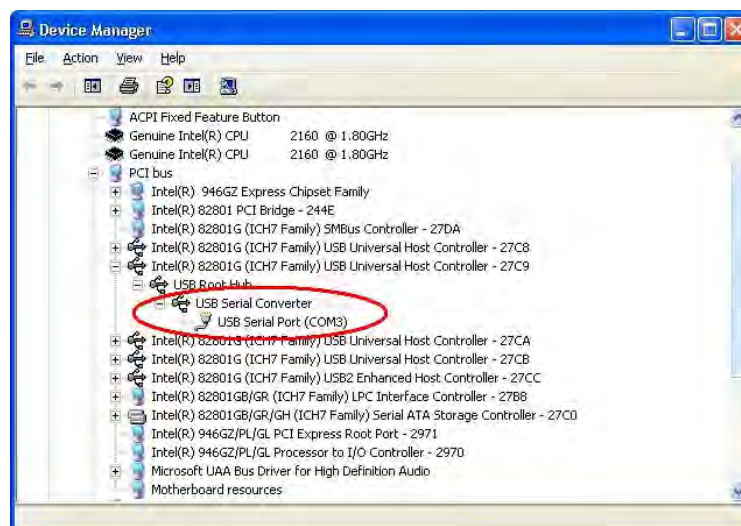 Device Manager
File Action View Help
ACPI Fixed Feature Button
Genuine Intel(R) CPU 2160 @ 1.80GHz
Genuine Intel(R) CPU 2160 @ 1.80GHz
PCI bus
Intel(R) 946GZ Express Chipset Family
Intel(R) 82801 PCI Bridge - 244E
Intel(R) 82801G (ICH7 Family) SMBus Controller - 27DA
Intel(R) 82801G (ICH7 Family) USB Universal Host Controller - 27C8
Intel(R) 82801G (ICH7 Family) USB Universal Host Controller - 27C9
USB Root Hub
USB Serial Converter
USB Serial Port (COM3)
Intel(R) 82801G (ICH7 Family) USB Universal Host Controller - 27CA
Intel(R) 82801G (ICH7 Family) USB Universal Host Controller - 27CB
Intel(R) 82801G (ICH7 Family) USB2 Enhanced Host Controller - 27CC
Intel(R) 82801GB/GR (ICH7 Family) LPC Interface Controller - 27B8
Intel(R) 82801GB/GR/GH (ICH7 Family) Serial ATA Storage Controller - 27C0
Intel(R) 946GZ/PL/GL PCI Express Root Port - 2971
Intel(R) 946GZ/PL/GL Processor to I/O Controller - 2970
Microsoft UAA Bus Driver for High Definition Audio
Motherboard resources